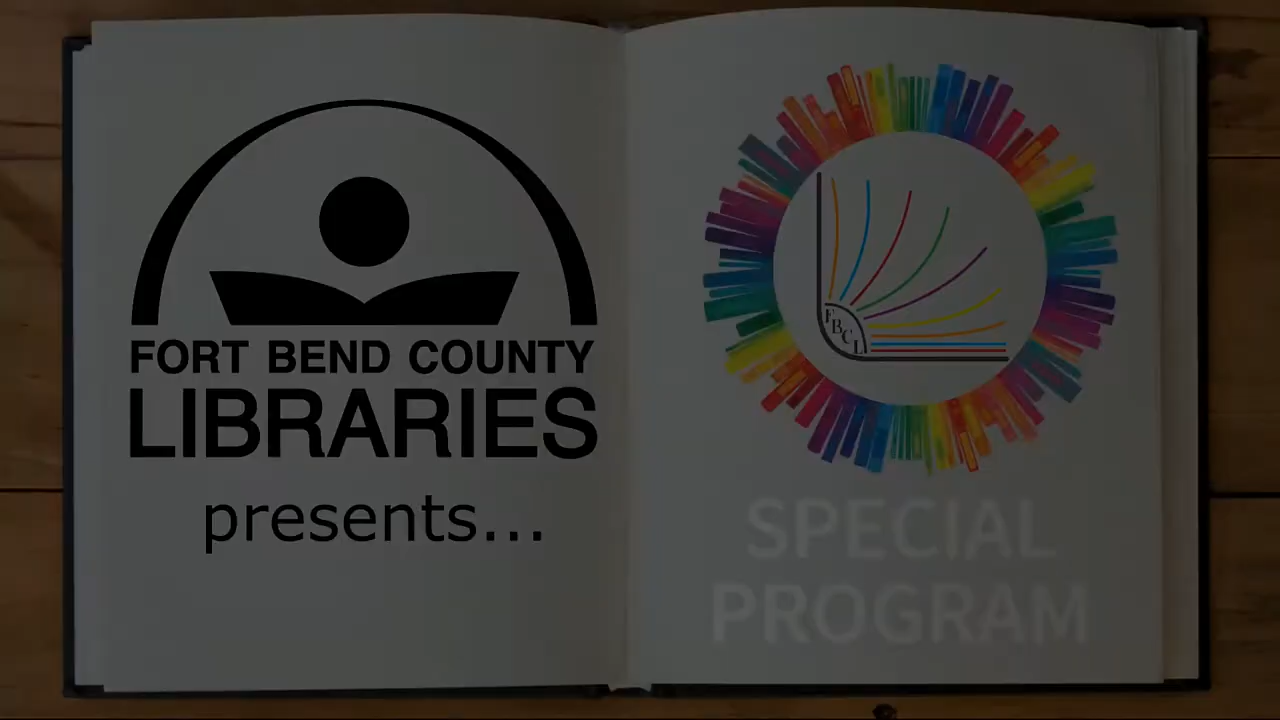 FORT BEND COUNTY
LIBRARIES
presents...
FBCL
SPECIAL
PROGRAM